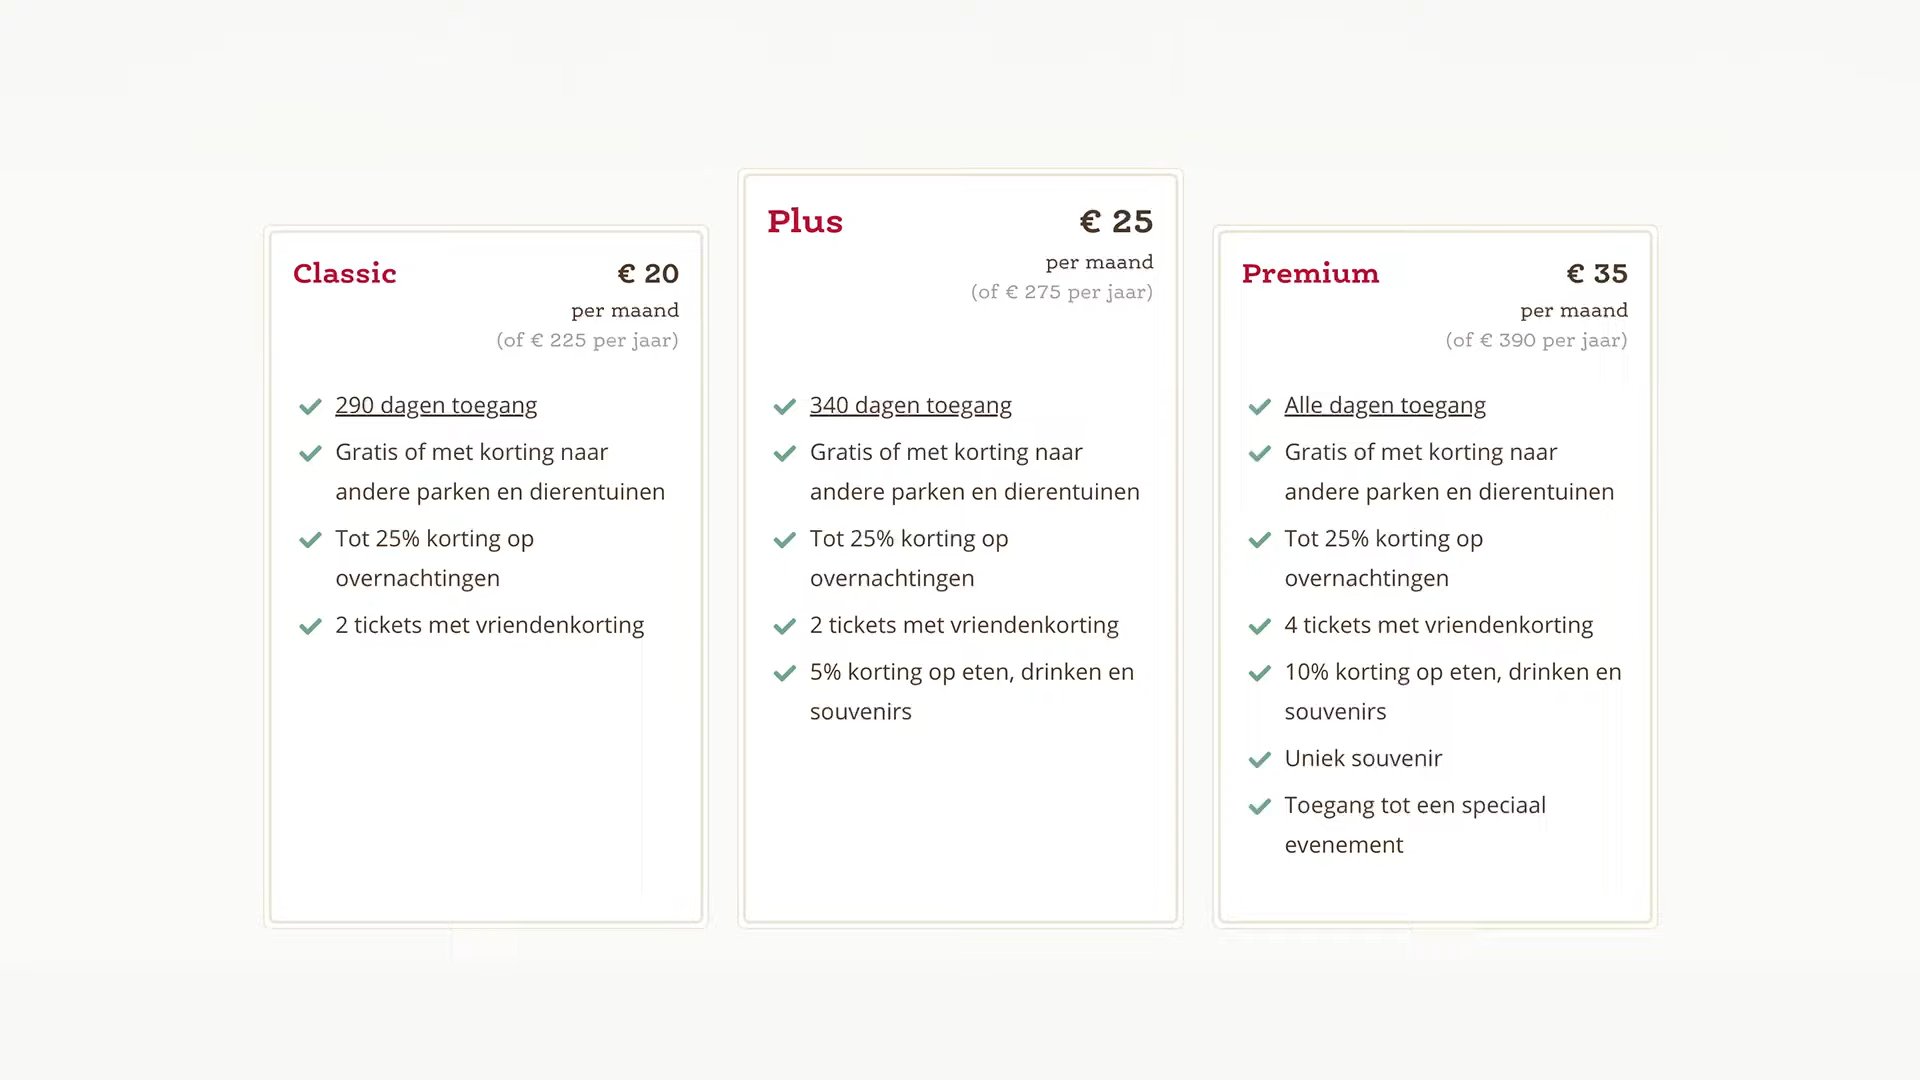 Classic
€ 20
per maand
(of € 225 per jaar)
290 dagen toegang
Gratis of met korting naar
andere parken en dierentuinen
Tot 25% korting op
overnachtingen
2 tickets met vriendenkorting
Plus
€ 25
per maand
(of € 275 per jaar)
340 dagen toegang
Gratis of met korting naar
andere parken en dierentuinen
Tot 25% korting op
overnachtingen
2 tickets met vriendenkorting
5% korting op eten, drinken en
souvenirs
Premium
€ 35
per maand
(of € 390 per jaar)
Alle dagen toegang
Gratis of met korting naar
andere parken en dierentuinen
Tot 25% korting op
overnachtingen
4 tickets met vriendenkorting
10% korting op eten, drinken en
souvenirs
Uniek souvenir
Toegang tot een speciaal
evenement